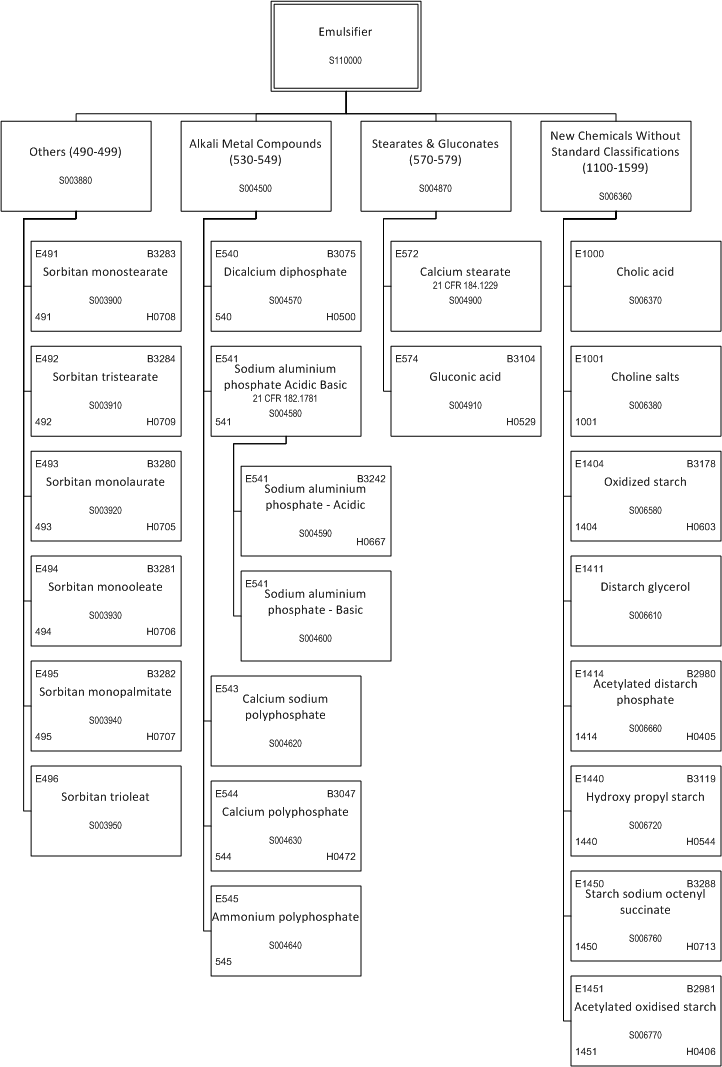 Emulsifier
S110000
Others (490-499)
S003880
E491 B3283
Sorbitan monostearate
S003900
491 H0708
E492 B3284
Sorbitan tristearate
S003910
492 H0709
E493 B3280
Sorbitan monolaurate
S003920
493 H0705
E494 B3281
Sorbitan monooleate
S003930
494 H0706
E495 B3282
Sorbitan monopalmitate
S003940
495 H0707
E496
Sorbitan trioleat
S003950
Alkali Metal Compounds
(530-549)
S004500
E540 B3075
Dicalcium diphosphate
S004570
540 H0500
E541
Sodium aluminium
phosphate Acidic Basic
21 CFR 182.1781
S004580
541
E541 B3242
Sodium aluminium
phosphate - Acidic
S004590
H0667
E541
Sodium aluminium
phosphate - Basic
S004600
E543
Calcium sodium
polyphosphate
S004620
E544 B3047
Calcium polyphosphate
S004630
544 H0472
E545
Ammonium polyphosphate
S004640
545
Stearates & Gluconates
(570-579)
S004870
E572
Calcium stearate
21 CFR 184.1229
S004900
E574 B3104
Gluconic acid
S004910
H0529
New Chemicals Without
Standard Classifications
(1100-1599)
S006360
E1000
Cholic acid
S006370
E1001
Choline salts
S006380
1001
E1404 B3178
Oxidized starch
S006580
1404 H0603
E1411
Distarch glycerol
S006610
E1414 B2980
Acetylated distarch
phosphate
S006660
1414 H0405
E1440 B3119
Hydroxy propyl starch
S006720
1440 H0544
E1450 B3288
Starch sodium octenyl
succinate
S006760
1450 H0713
E1451 B2981
Acetylated oxidised starch
S006770
1451 H0406